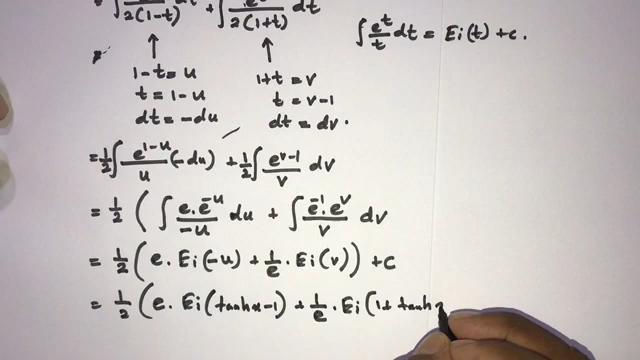 = ∫ /2(1-t) dt + ∫ e^t/2(1+t) dt
∫ e^t/t dt = Ei(t) + c.
1-t = u
t = 1-u
dt = -du
1+t = v
t = v-1
dt = dv.
= 1/2 ∫ e^(1-u)/u (-du) + 1/2 ∫ e^(v-1)/v dv
= 1/2 ( ∫ e.e^-u/-u du + ∫ e^-1.e^v/v dv
= 1/2 ( e. Ei(-u) + 1/e . Ei(v) ) + c
= 1/2 ( e. Ei(tanhx-1) + 1/e . Ei(1+ tanh